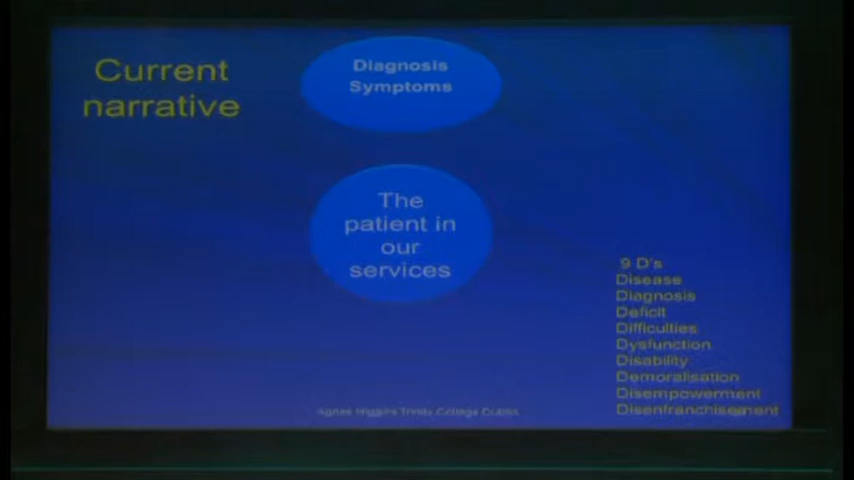 Current
narrative
Diagnosis
Symptoms
The
patient in
our
services
9 D's
Disease
Diagnosis
Deficit
Difficulties
Dysfunction
Disability
Demoralisation
Disempowerment
Disenfranchisement
Agnes Higgins Trinity College Dublin